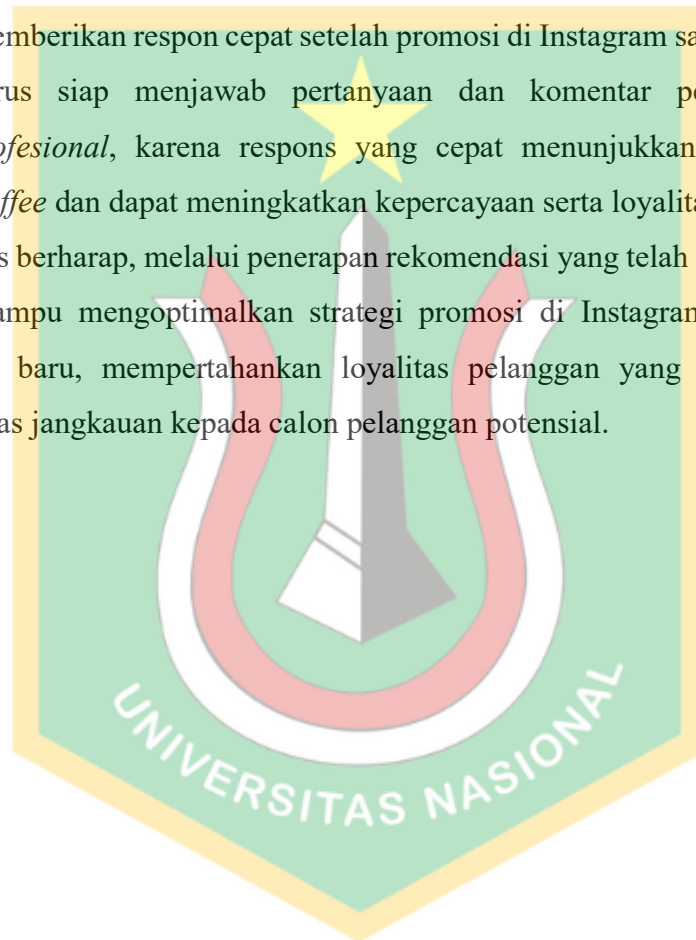 emberikan respon cepat setelah promosi di Instagram sa
rus siap menjawab pertanyaan dan komentar pe
ofesional, karena respons yang cepat menunjukkan
ffee dan dapat meningkatkan kepercayaan serta loyalita
s berharap, melalui penerapan rekomendasi yang telah
ampu mengoptimalkan strategi promosi di Instagram
baru, mempertahankan loyalitas pelanggan yang
as jangkauan kepada calon pelanggan potensial.
UNIVERSITAS NASIONAL